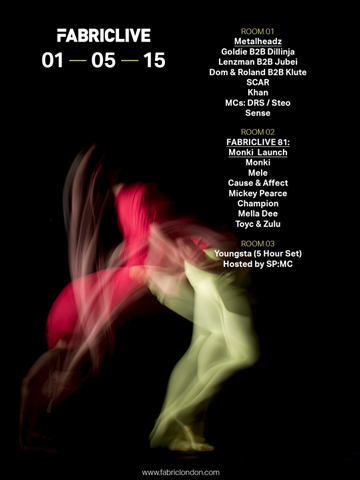 FABRICLIVE
01 — 05 — 15
ROOM 01
Metalheadz
Goldie B2B Dillinja
Lenzman B2B Jubei
Dom & Roland B2B Klute
SCAR
Khan
MCs: DRS / Steo
Sense
ROOM 02
FABRICLIVE 81:
Monki Launch
Monki
Mele
Cause & Affect
Mickey Pearce
Champion
Mella Dee
Toyc & Zulu
ROOM 03
Youngsta (5 Hour Set)
Hosted by SP:MC
www.fabriclondon.com